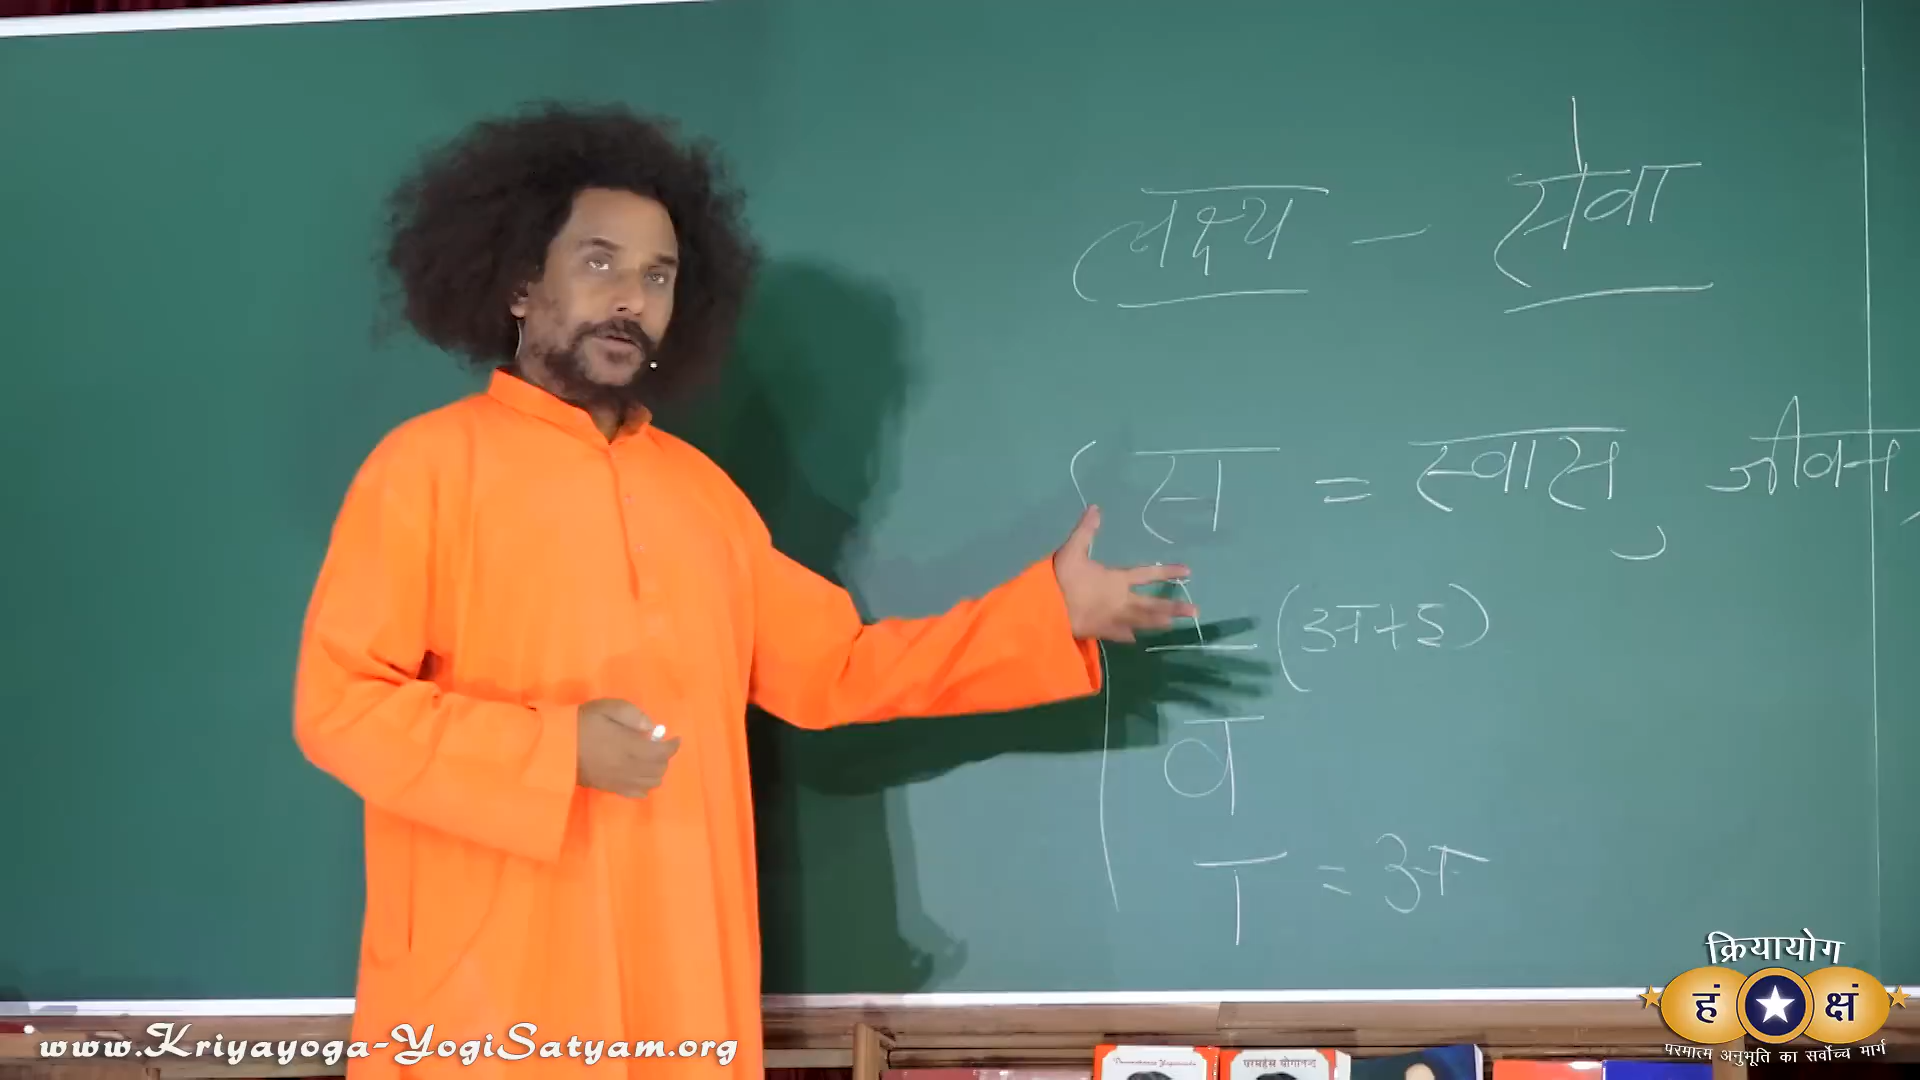 लक्ष्य - सेवा
स = स्वास, जीवन,
े (अ+इ)
व
ा = अ
क्रियायोग
हं क्षं
परमात्म अनुभूति का सर्वोच्च मार्ग
www.Kriyayoga-YogiSatyam.org
परमहंस योगानन्द